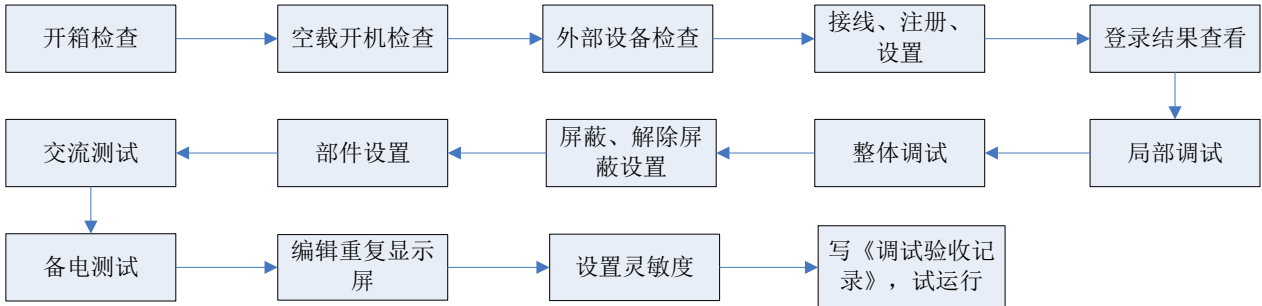 开箱检查
空载开机检查
外部设备检查
接线、注册、
设置
登录结果查看
局部调试
整体调试
屏蔽、解除屏
蔽设置
部件设置
交流测试
备电测试
编辑重复显示
屏
设置灵敏度
写《调试验收记
录》，试运行